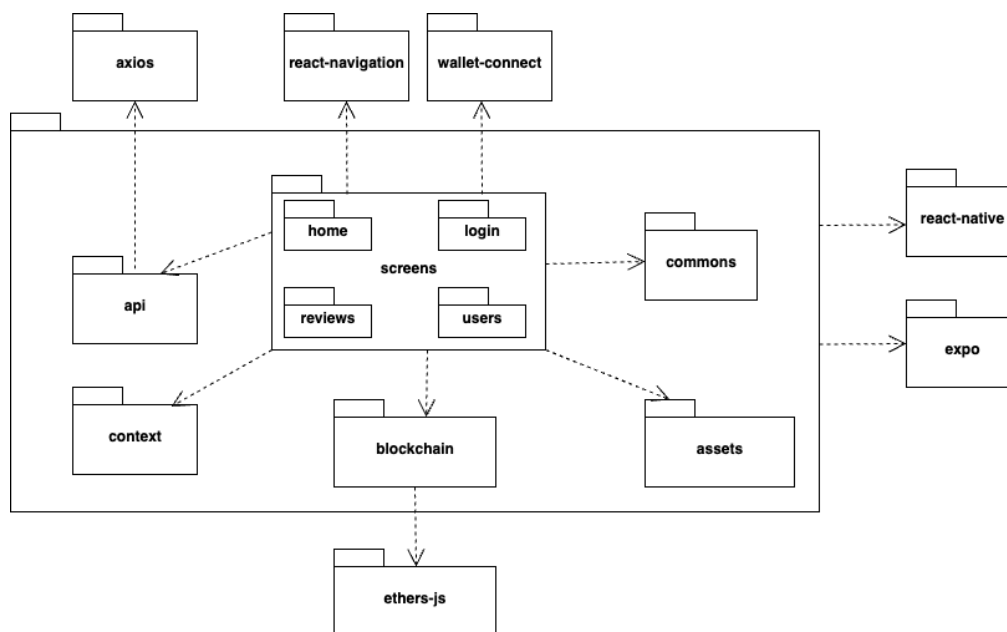 axios
react-navigation
wallet-connect
home
login
react-native
screens
commons
api
reviews
users
expo
context
blockchain
assets
ethers-js